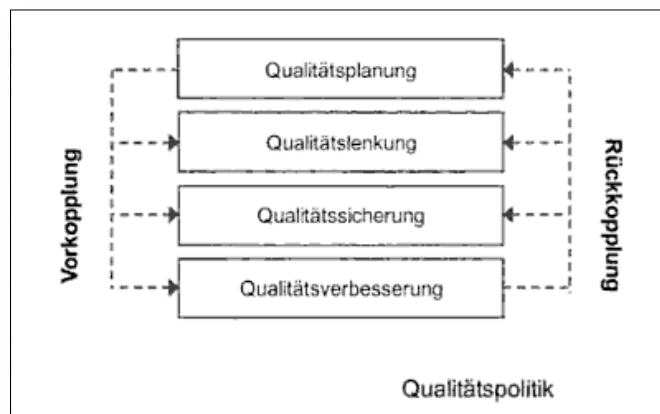 Qualitätsplanung
Qualitätslenkung
Qualitätssicherung
Qualitätsverbesserung
Vorkopplung
Rückkopplung
Qualitätspolitik